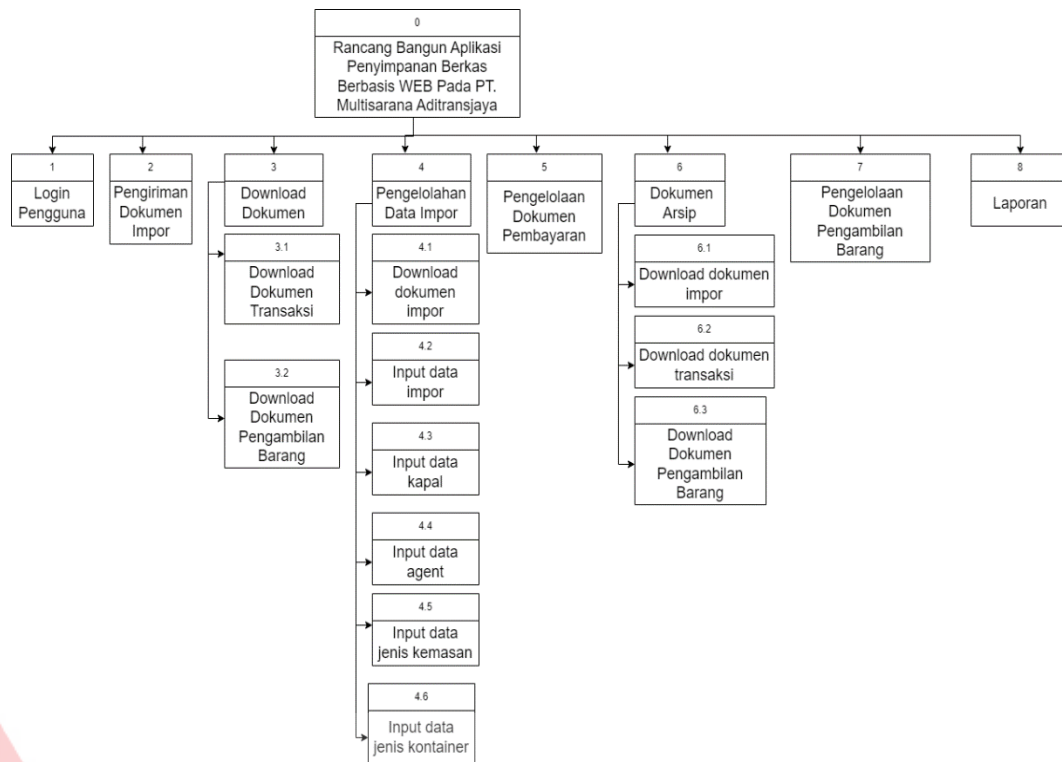 0
Rancang Bangun Aplikasi
Penyimpanan Berkas
Berbasis WEB Pada PT.
Multisarana Aditransjaya
1
Login
Pengguna
2
Pengiriman
Dokumen
Impor
3
Download
Dokumen
3.1
Download
Dokumen
Transaksi
3.2
Download
Dokumen
Pengambilan
Barang
4
Pengelolahan
Data Impor
4.1
Download
dokumen
impor
4.2
Input data
impor
4.3
Input data
kapal
4.4
Input data
agent
4.5
Input data
jenis kemasan
4.6
Input data
jenis kontainer
5
Pengelolaan
Dokumen
Pembayaran
6
Dokumen
Arsip
6.1
Download dokumen
impor
6.2
Download dokumen
transaksi
6.3
Download
Dokumen
Pengambilan
Barang
7
Pengelolaan
Dokumen
Pengambilan
Barang
8
Laporan